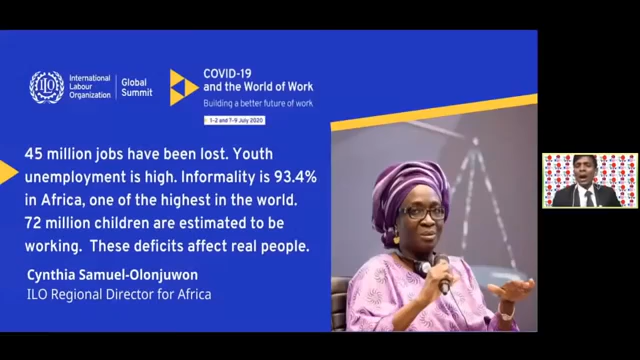 International
Labour
Organization
Global
Summit
COVID-19
and the World of Work
Building a better future of work
1-2 and 7-9 July 2020
45 million jobs have been lost. Youth
unemployment is high. Informality is 93.4%
in Africa, one of the highest in the world.
72 million children are estimated to be
working. These deficits affect real people.
Cynthia Samuel-Olonjuwon
ILO Regional Director for Africa